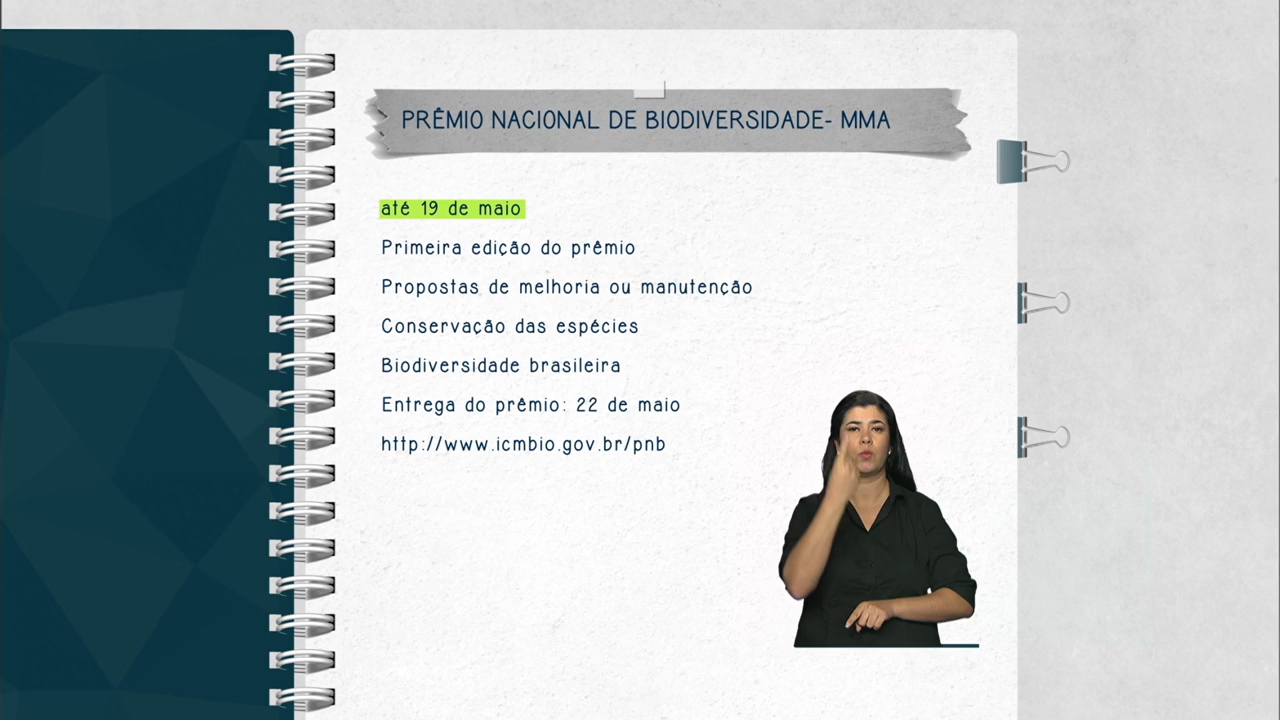 PRÊMIO NACIONAL DE BIODIVERSIDADE- MMA
até 19 de maio
Primeira edição do prêmio
Propostas de melhoria ou manutenção
Conservação das espécies
Biodiversidade brasileira
Entrega do prêmio: 22 de maio
http://www.icmbio.gov.br/pnb